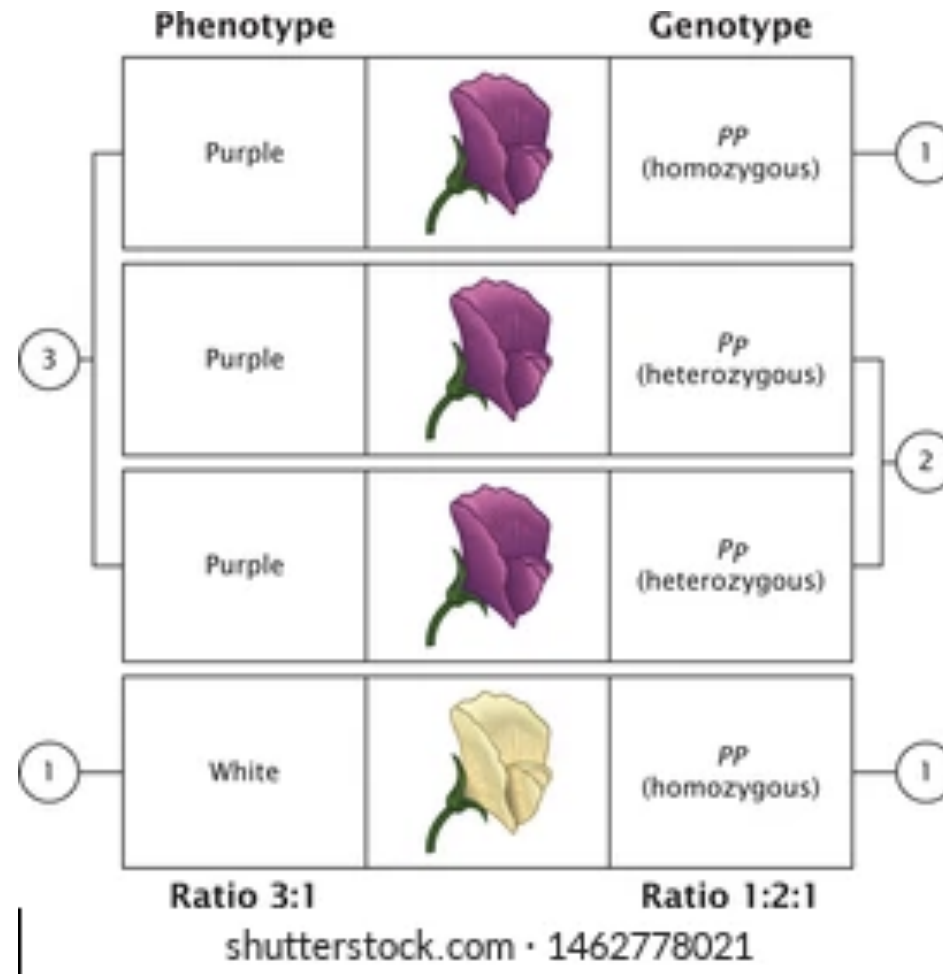 Phenotype
Genotype
Purple
PP
(homozygous)
1
3
Purple
Pp
(heterozygous)
2
Purple
Pp
(heterozygous)
1
White
PP
(homozygous)
1
Ratio 3:1
Ratio 1:2:1
shutterstock.com · 1462778021